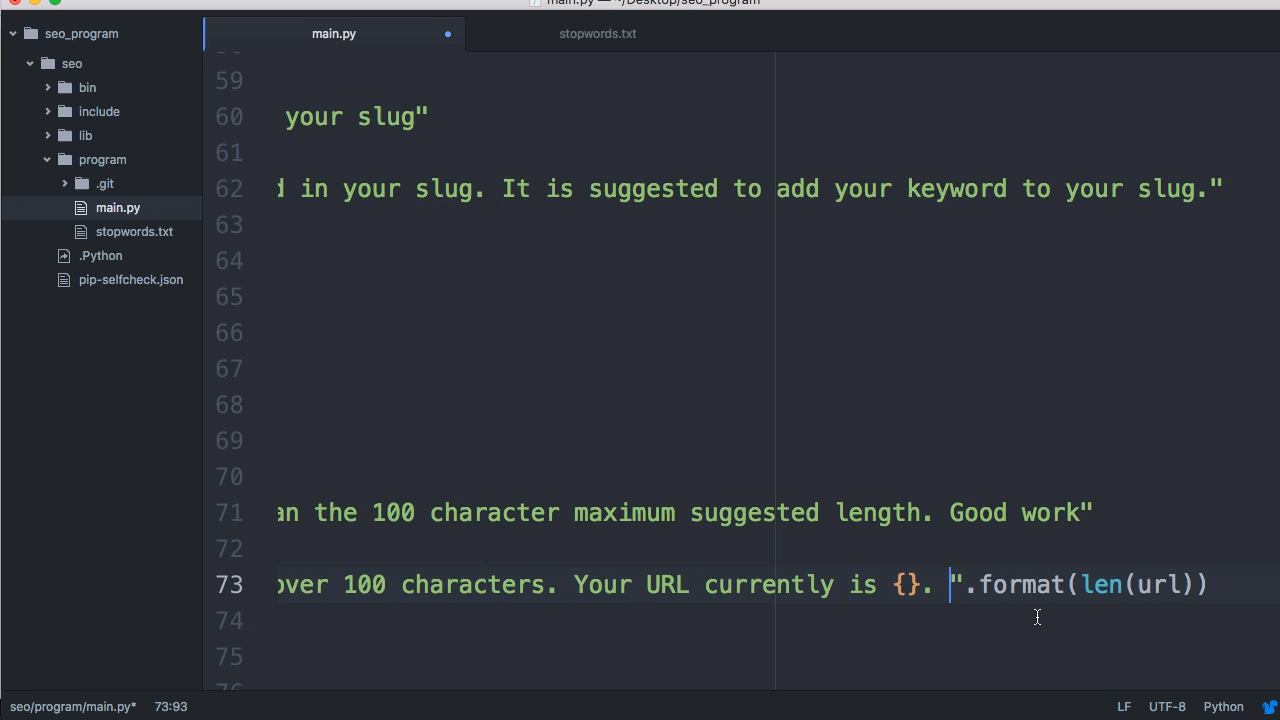 main.py — ~/Desktop/seo_program
seo_program
seo
bin
include
lib
program
.git
main.py
stopwords.txt
.Python
pip-selfcheck.json
main.py
stopwords.txt
59
60 your slug"
61
62 in your slug. It is suggested to add your keyword to your slug."
63
64
65
66
67
68
69
70
71 the 100 character maximum suggested length. Good work"
72
73 over 100 characters. Your URL currently is {}. ".format(len(url))
74
75
76
seo/program/main.py* 73:93
LF UTF-8 Python